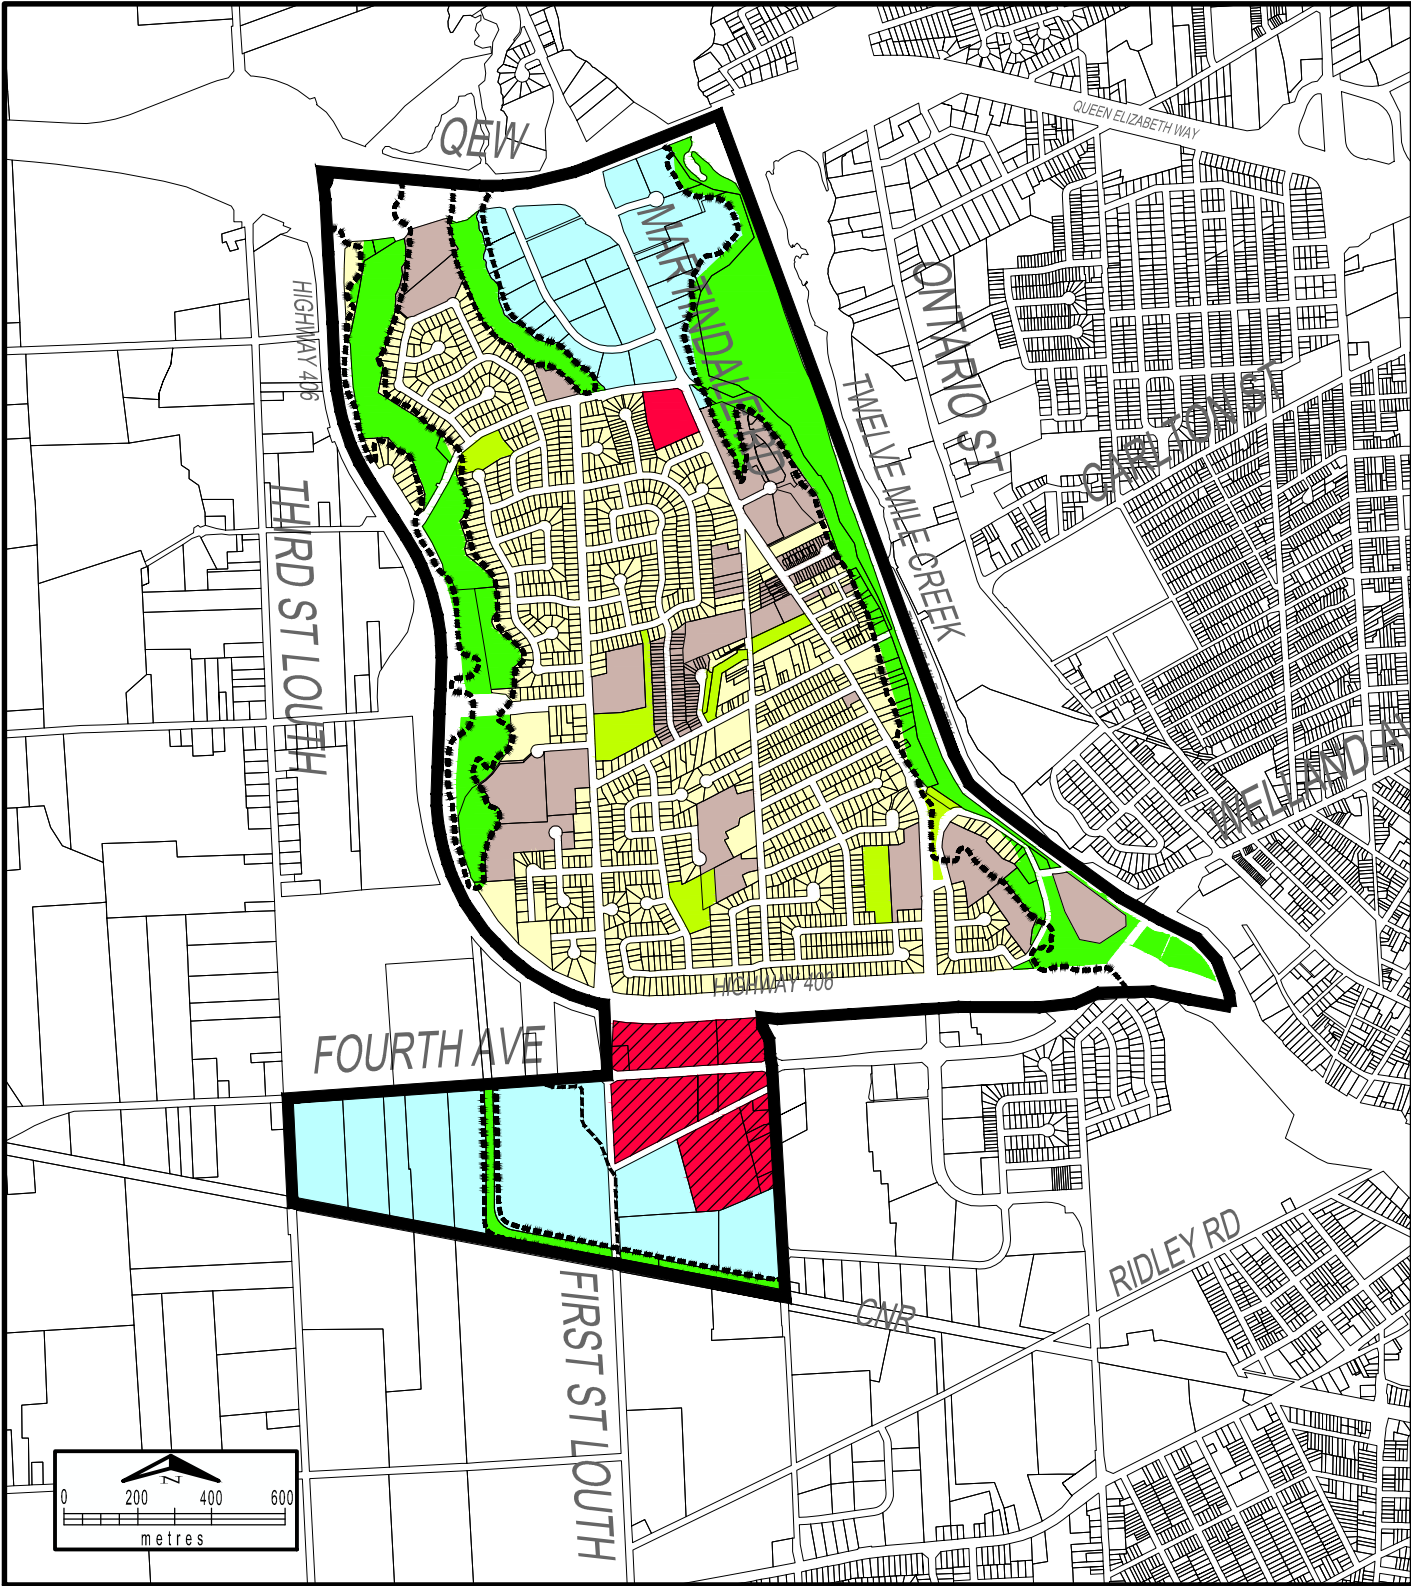 QEW
QUEEN ELIZABETH WAY
MARTINDALE RD
ONTARIO ST
HIGHWAY 406
TWELVE MILE CREEK
CARLTON ST
THIRD ST LOUTH
WELLAND AV
HIGHWAY 406
FOURTH AVE
RIDLEY RD
FIRST ST LOUTH
CNR
N
0 200 400 600
metres